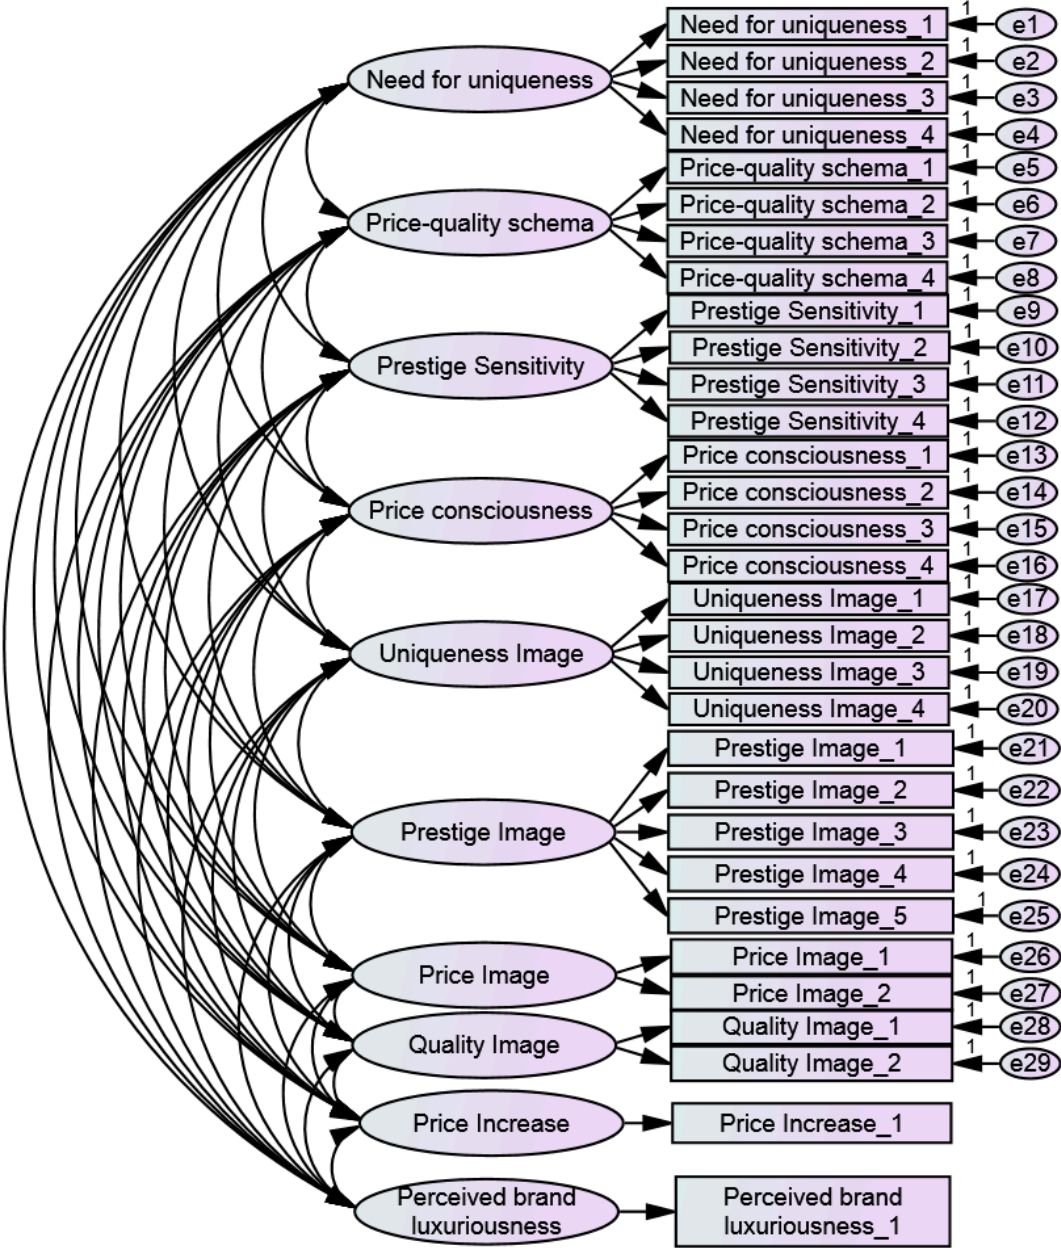 Need for uniqueness
Need for uniqueness_1
1
e1
Need for uniqueness_2
1
e2
Need for uniqueness_3
1
e3
Need for uniqueness_4
1
e4
Price-quality schema
Price-quality schema_1
1
e5
Price-quality schema_2
1
e6
Price-quality schema_3
1
e7
Price-quality schema_4
1
e8
Prestige Sensitivity
Prestige Sensitivity_1
1
e9
Prestige Sensitivity_2
1
e10
Prestige Sensitivity_3
1
e11
Prestige Sensitivity_4
1
e12
Price consciousness
Price consciousness_1
1
e13
Price consciousness_2
1
e14
Price consciousness_3
1
e15
Price consciousness_4
1
e16
Uniqueness Image
Uniqueness Image_1
1
e17
Uniqueness Image_2
1
e18
Uniqueness Image_3
1
e19
Uniqueness Image_4
1
e20
Prestige Image
Prestige Image_1
1
e21
Prestige Image_2
1
e22
Prestige Image_3
1
e23
Prestige Image_4
1
e24
Prestige Image_5
1
e25
Price Image
Price Image_1
1
e26
Price Image_2
1
e27
Quality Image
Quality Image_1
1
e28
Quality Image_2
1
e29
Price Increase
Price Increase_1
Perceived brand
luxuriousness
Perceived brand
luxuriousness_1